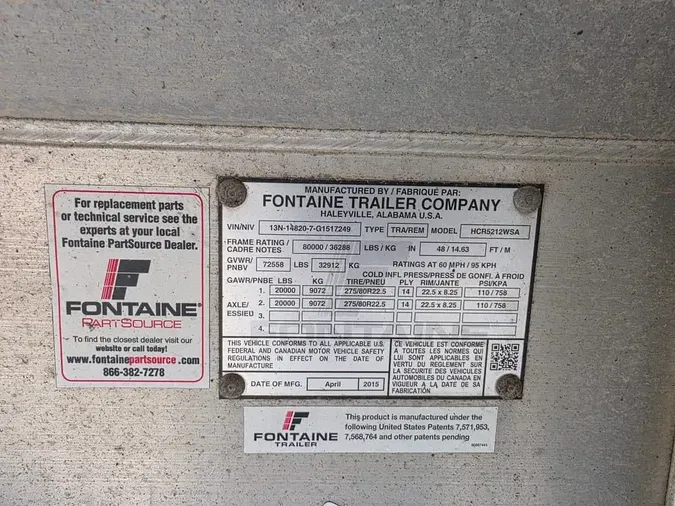 For replacement parts
or technical service see the
experts at your local
Fontaine PartSource Dealer.
FONTAINE®
PARTSOURCE
To find the closest dealer visit our
website or call today!
www.fontainepartsource.com
866-382-7278
MANUFACTURED BY / FABRIQUÉ PAR:
FONTAINE TRAILER COMPANY
HALEYVILLE, ALABAMA U.S.A.
VIN/NIV 13N-14820-7-G1517249 TYPE TRA/REM MODEL HCR5212WSA
FRAME RATING / CADRE NOTES 80000 / 36288 LBS / KG IN 48 / 14.63 FT / M
GVWR/ PNBV 72558 LBS 32912 KG RATINGS AT 60 MPH / 95 KPH
COLD INFL PRESS/PRESS DE GONFL À FROID
GAWR/PNBE LBS KG TIRE/PNEU PLY RIM/JANTE PSI/KPA
1. 20000 9072 275/80R22.5 14 22.5 x 8.25 110 / 758
AXLE/ ESSIEU 2. 20000 9072 275/80R22.5 14 22.5 x 8.25 110 / 758
3.
4.
THIS VEHICLE CONFORMS TO ALL APPLICABLE U.S.
FEDERAL AND CANADIAN MOTOR VEHICLE SAFETY
REGULATIONS IN EFFECT ON THE DATE OF
MANUFACTURE
DATE OF MFG. April 2015
CE VEHICULE EST CONFORME
A TOUTES LES NORMES QUI
LUI SONT APPLICABLES EN
VERTU DU REGLEMENT SUR
LA SECURITE DES VEHICULES
AUTOMOBILES DU CANADA EN
VIGUEUR A LA DATE DE SA
FABRICATION
FONTAINE
TRAILER
This product is manufactured under the
following United States Patents 7,571,953,
7,568,764 and other patents pending